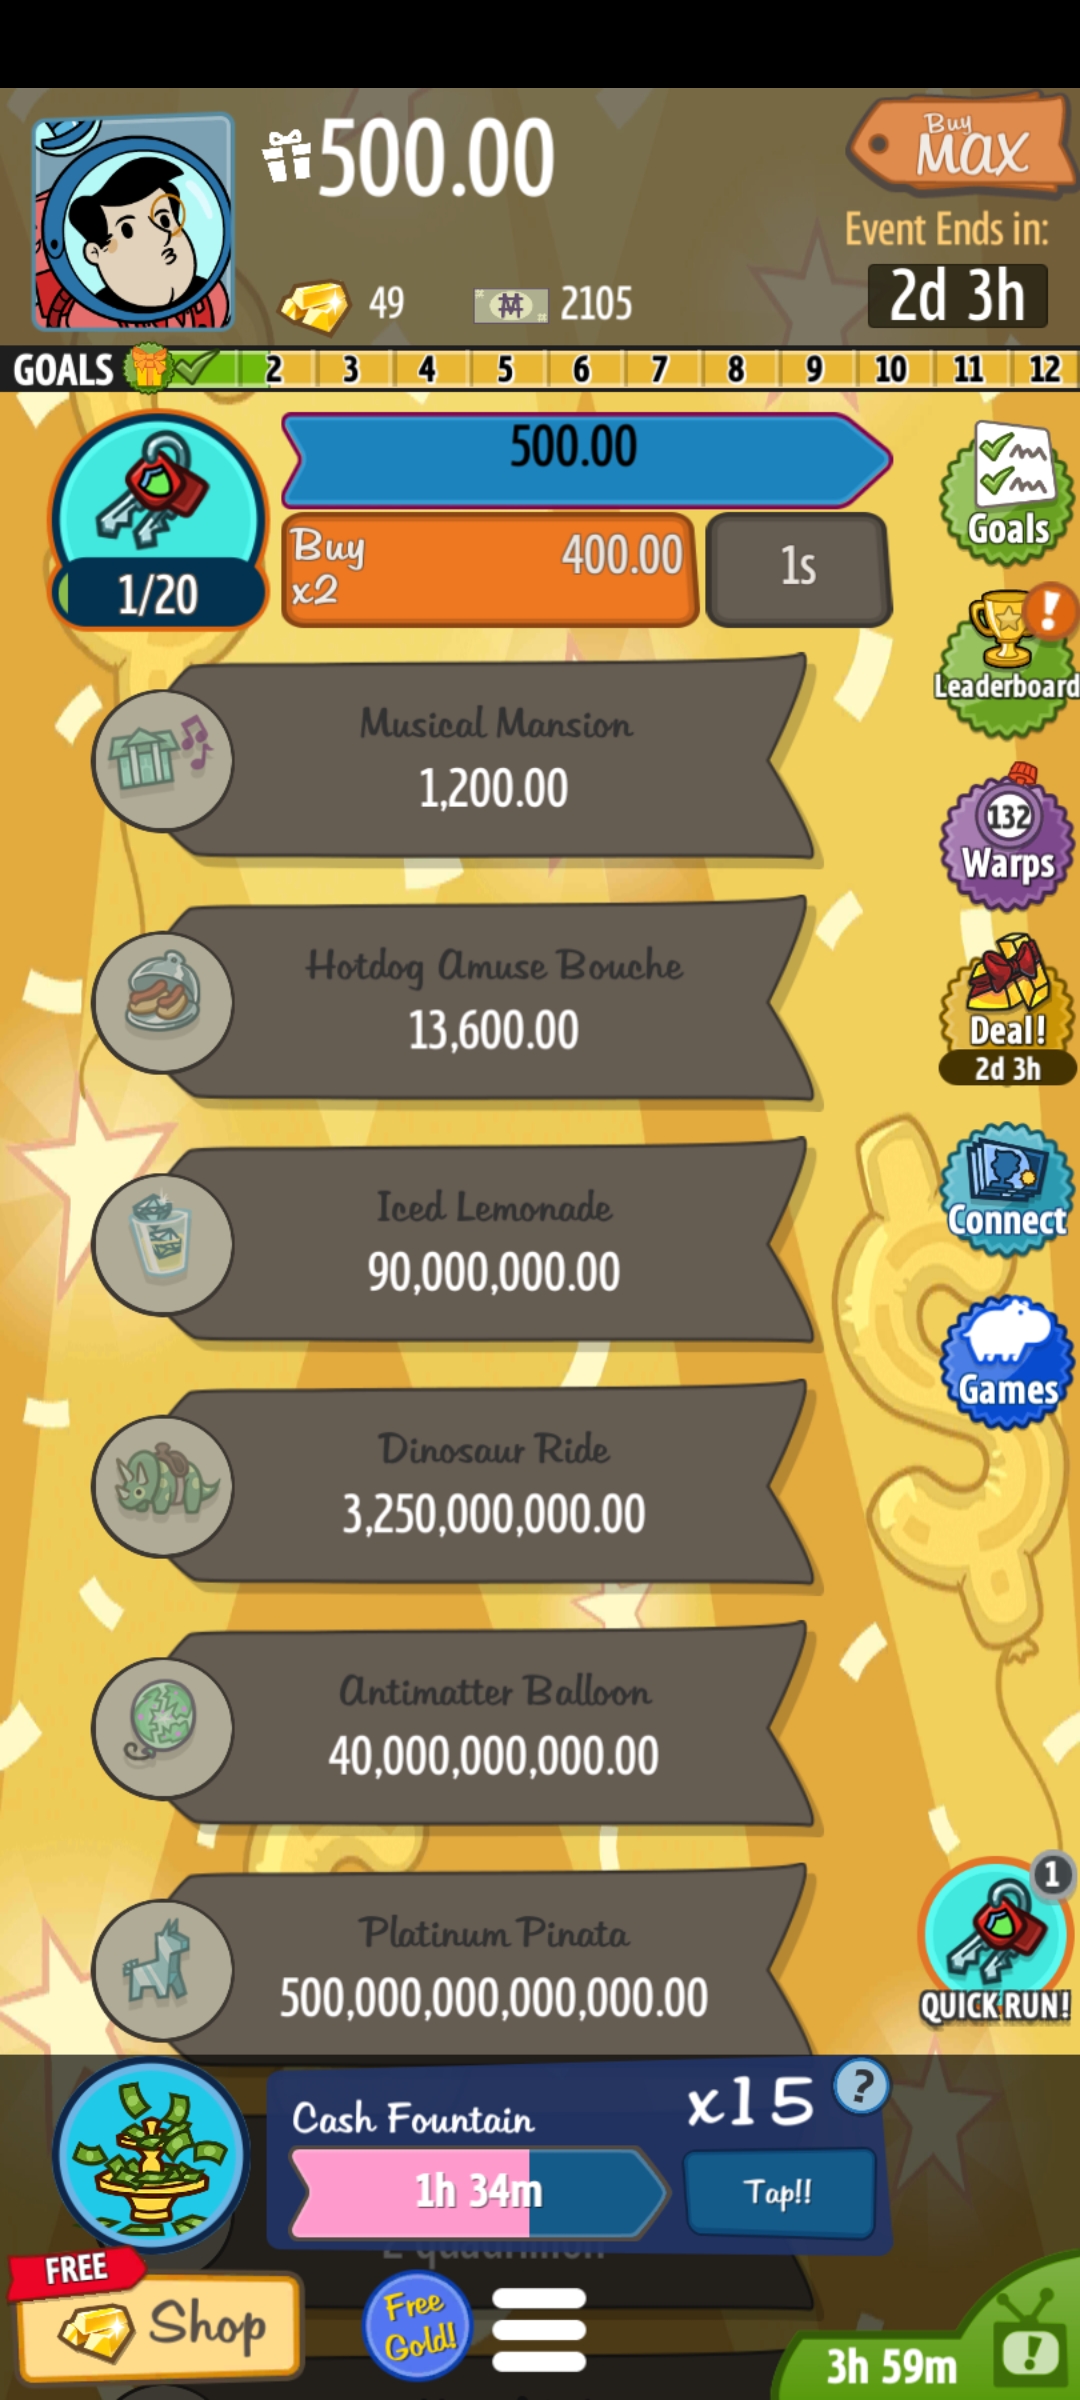 500.00
Buy
MAX
Event Ends in:
2d 3h
49
2105
GOALS 2 3 4 5 6 7 8 9 10 11 12
500.00
1/20
Buy
x2
400.00
1s
Goals
Leaderboard
Musical Mansion
1,200.00
132
Warps
Hotdog Amuse Bouche
13,600.00
Deal!
2d 3h
Iced Lemonade
90,000,000.00
Connect
Dinosaur Ride
3,250,000,000.00
Games
Antimatter Balloon
40,000,000,000.00
Platinum Pinata
500,000,000,000,000.00
1
QUICK RUN!
Cash Fountain
x15
?
1h 34m
Tap!!
2 quadrillion
FREE
Shop
Free
Gold!
3h 59m